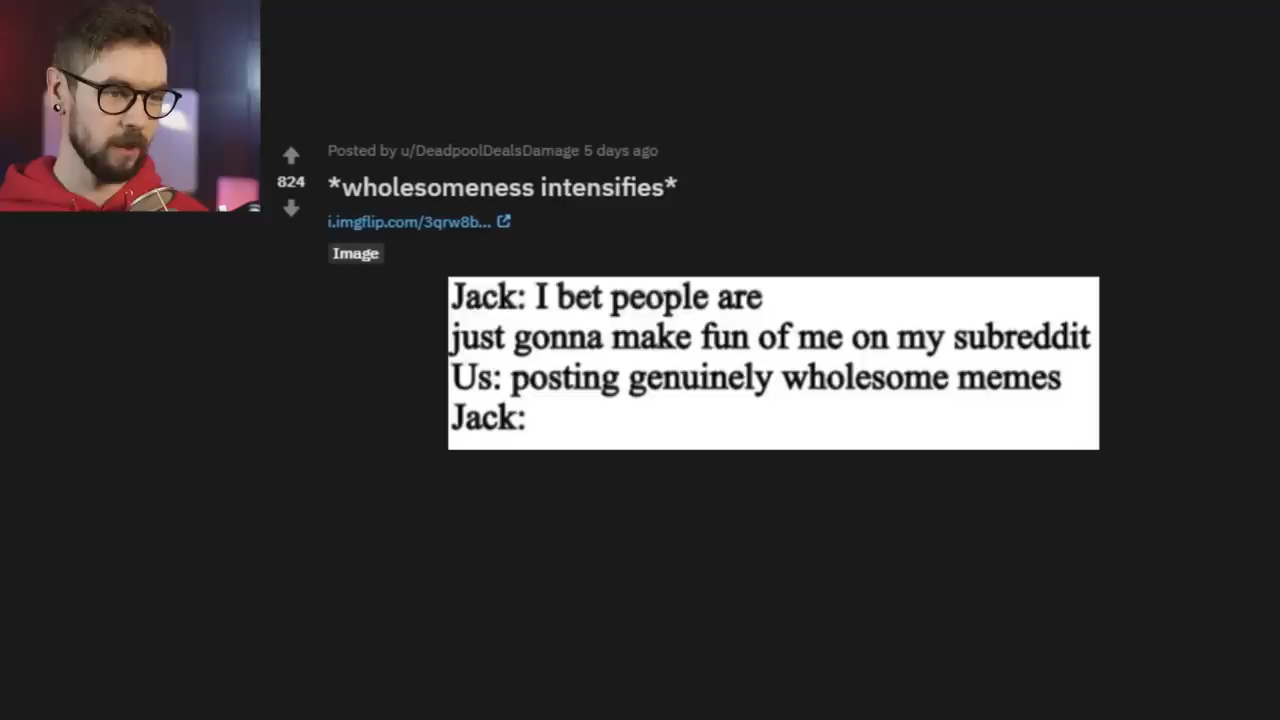 Posted by u/DeadpoolDealsDamage 5 days ago
824
*wholesomeness intensifies*
i.imgflip.com/3qrw8b...
Image
Jack: I bet people are
just gonna make fun of me on my subreddit
Us: posting genuinely wholesome memes
Jack: